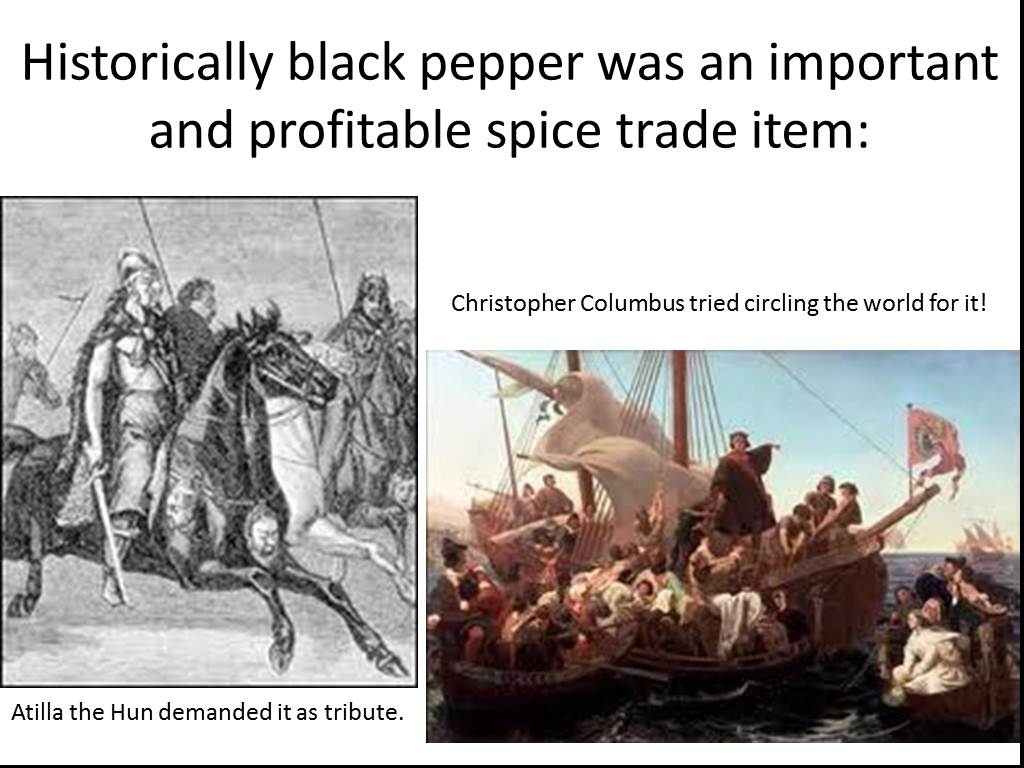 Historically black pepper was an important
and profitable spice trade item:
Christopher Columbus tried circling the world for it!
Atilla the Hun demanded it as tribute.